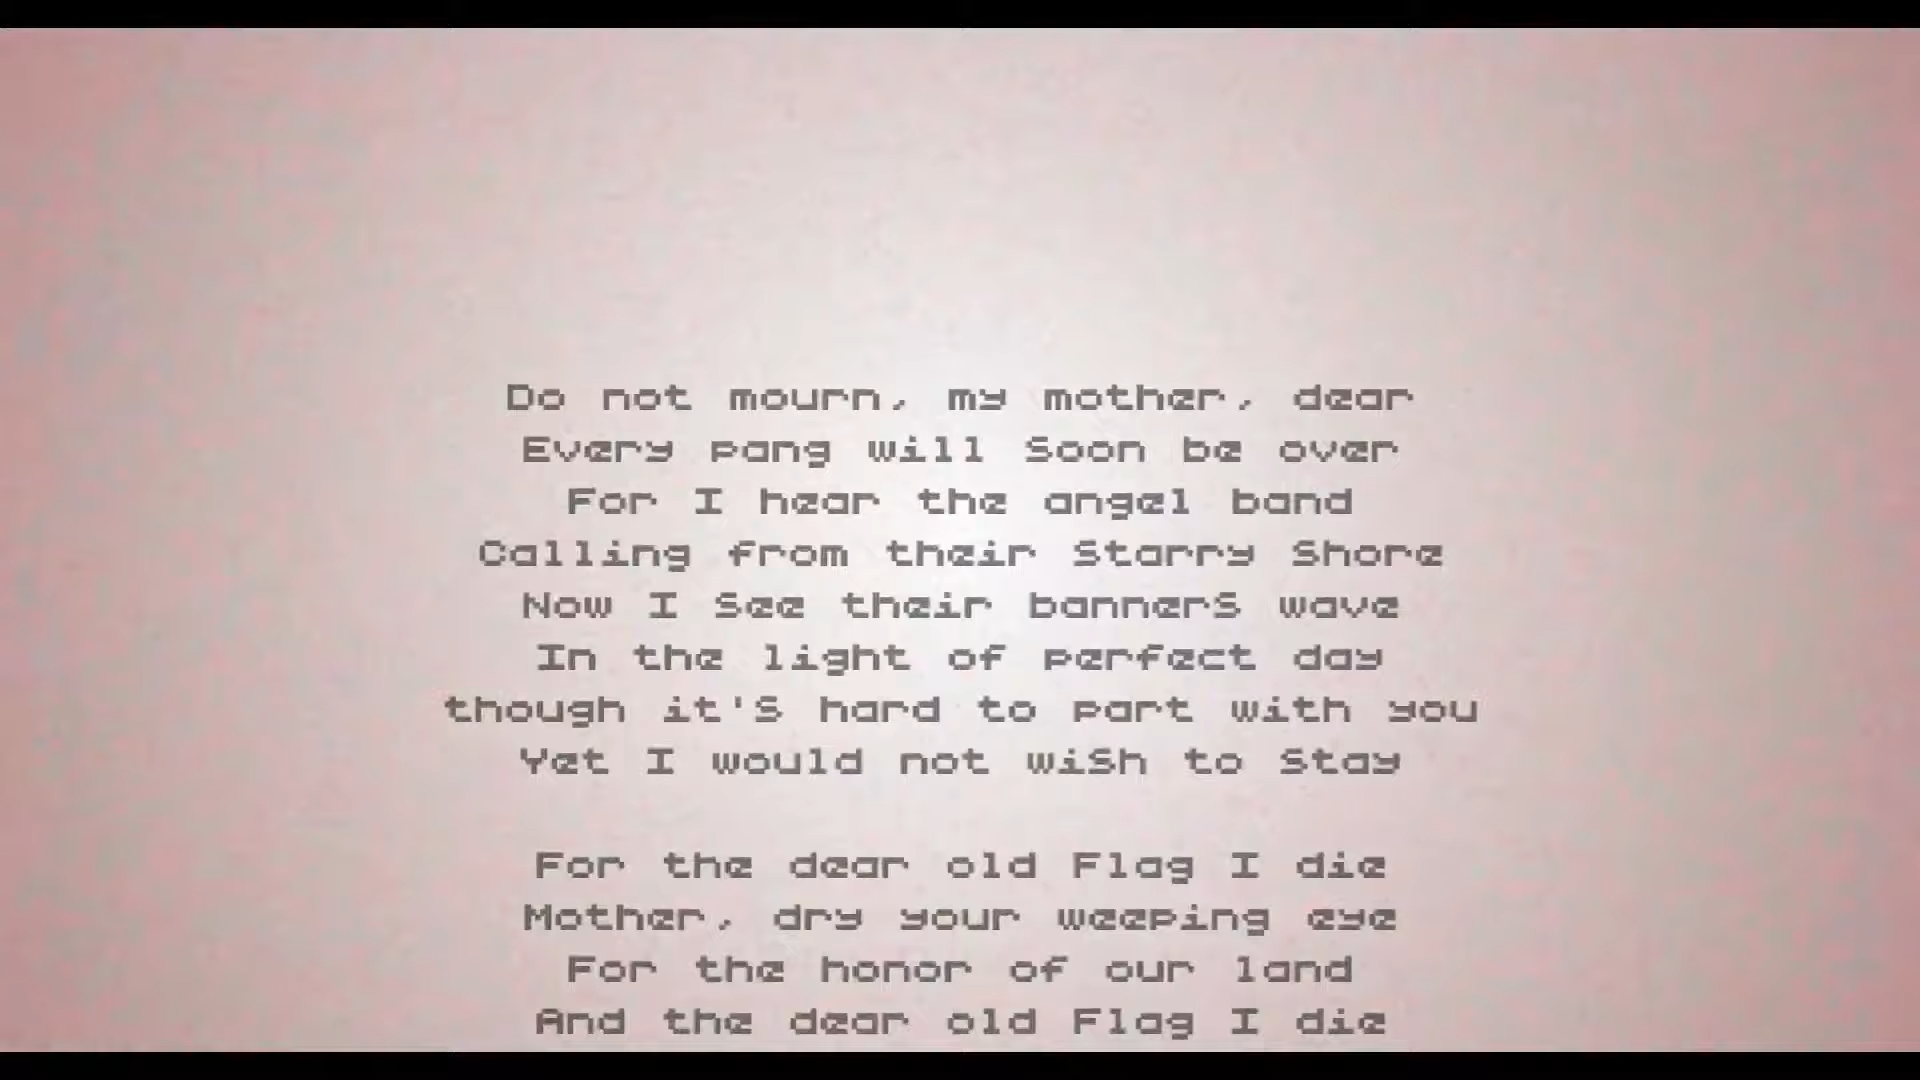 Do not mourn, my mother, dear
Every pang will Soon be over
For I hear the angel band
Calling from their Starry Shore
Now I See their bannerS wave
In the light of perfect day
though it'S hard to part with you
Yet I would not wiSh to Stay
For the dear old Flag I die
Mother, dry your weeping eye
For the honor of our land
And the dear old Flag I die